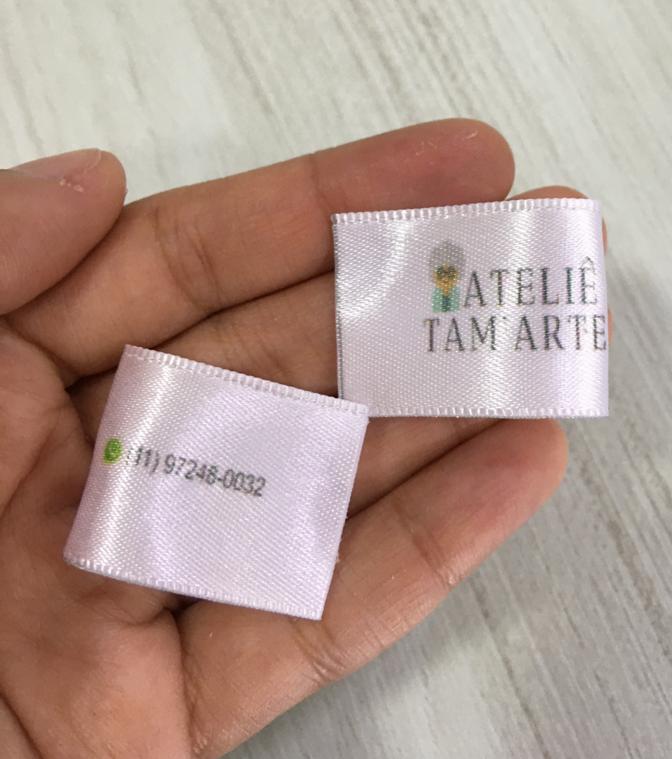 ATELIÊ
TAM'ARTE
(11) 97248-0032